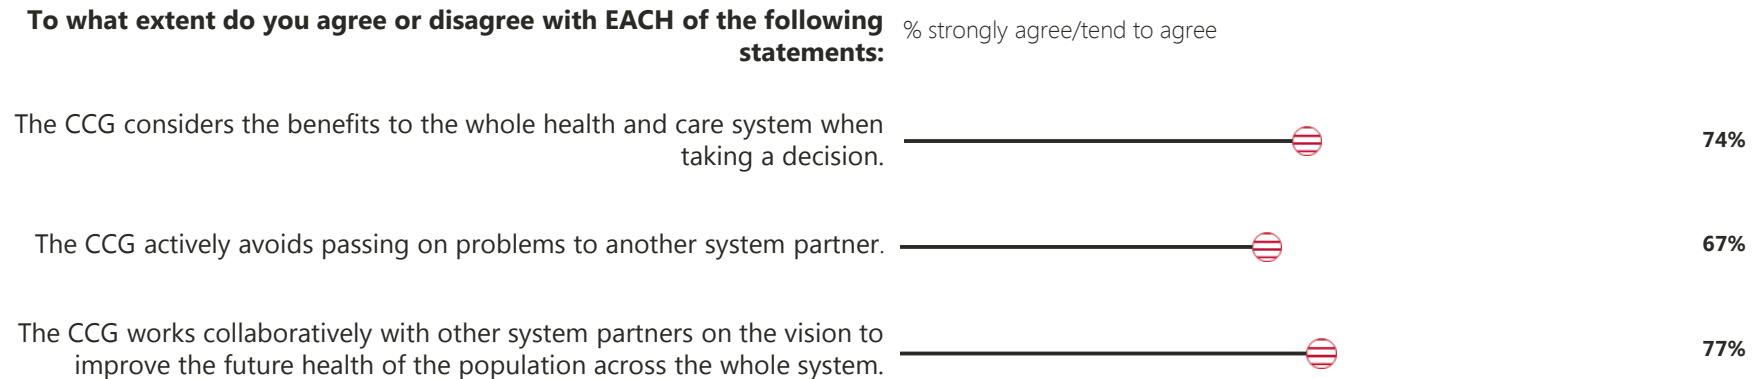 To what extent do you agree or disagree with EACH of the following
statements:
% strongly agree/tend to agree
The CCG considers the benefits to the whole health and care system when
taking a decision.
74%
The CCG actively avoids passing on problems to another system partner.
67%
The CCG works collaboratively with other system partners on the vision to
improve the future health of the population across the whole system.
77%